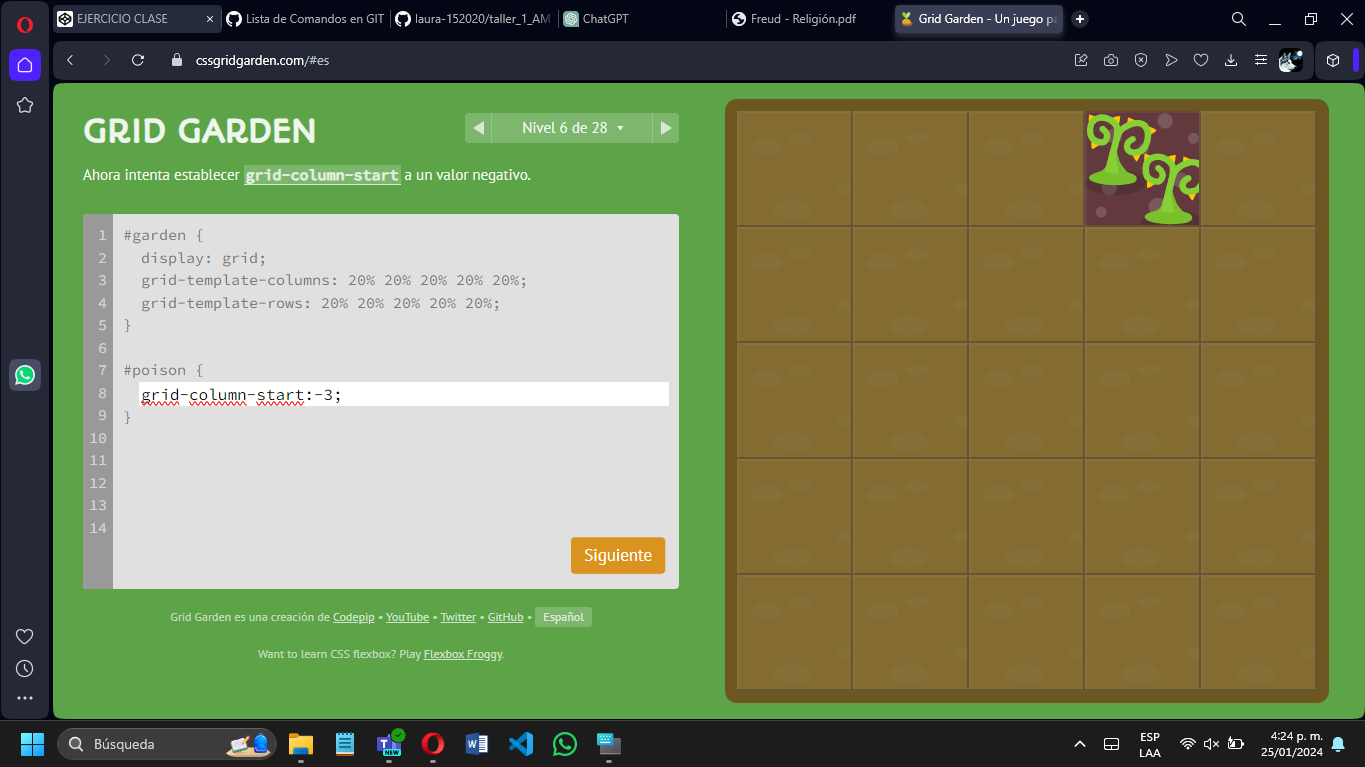 EJERCICIO CLASE
Lista de Comandos en GIT
laura-152020/taller_1_AM
ChatGPT
Freud - Religión.pdf
Grid Garden - Un juego pa
cssgridgarden.com/#es
GRID GARDEN
Nivel 6 de 28
Ahora intenta establecer grid-column-start a un valor negativo.
1 #garden {
2 display: grid;
3 grid-template-columns: 20% 20% 20% 20% 20%;
4 grid-template-rows: 20% 20% 20% 20% 20%;
5 }
6
7 #poison {
8 grid-column-start:-3;
9 }
10
11
12
13
14
Siguiente
Grid Garden es una creación de Codepip • YouTube • Twitter • GitHub • Español
Want to learn CSS flexbox? Play Flexbox Froggy.
Búsqueda
NEW
ESP
LAA
4:24 p. m.
25/01/2024